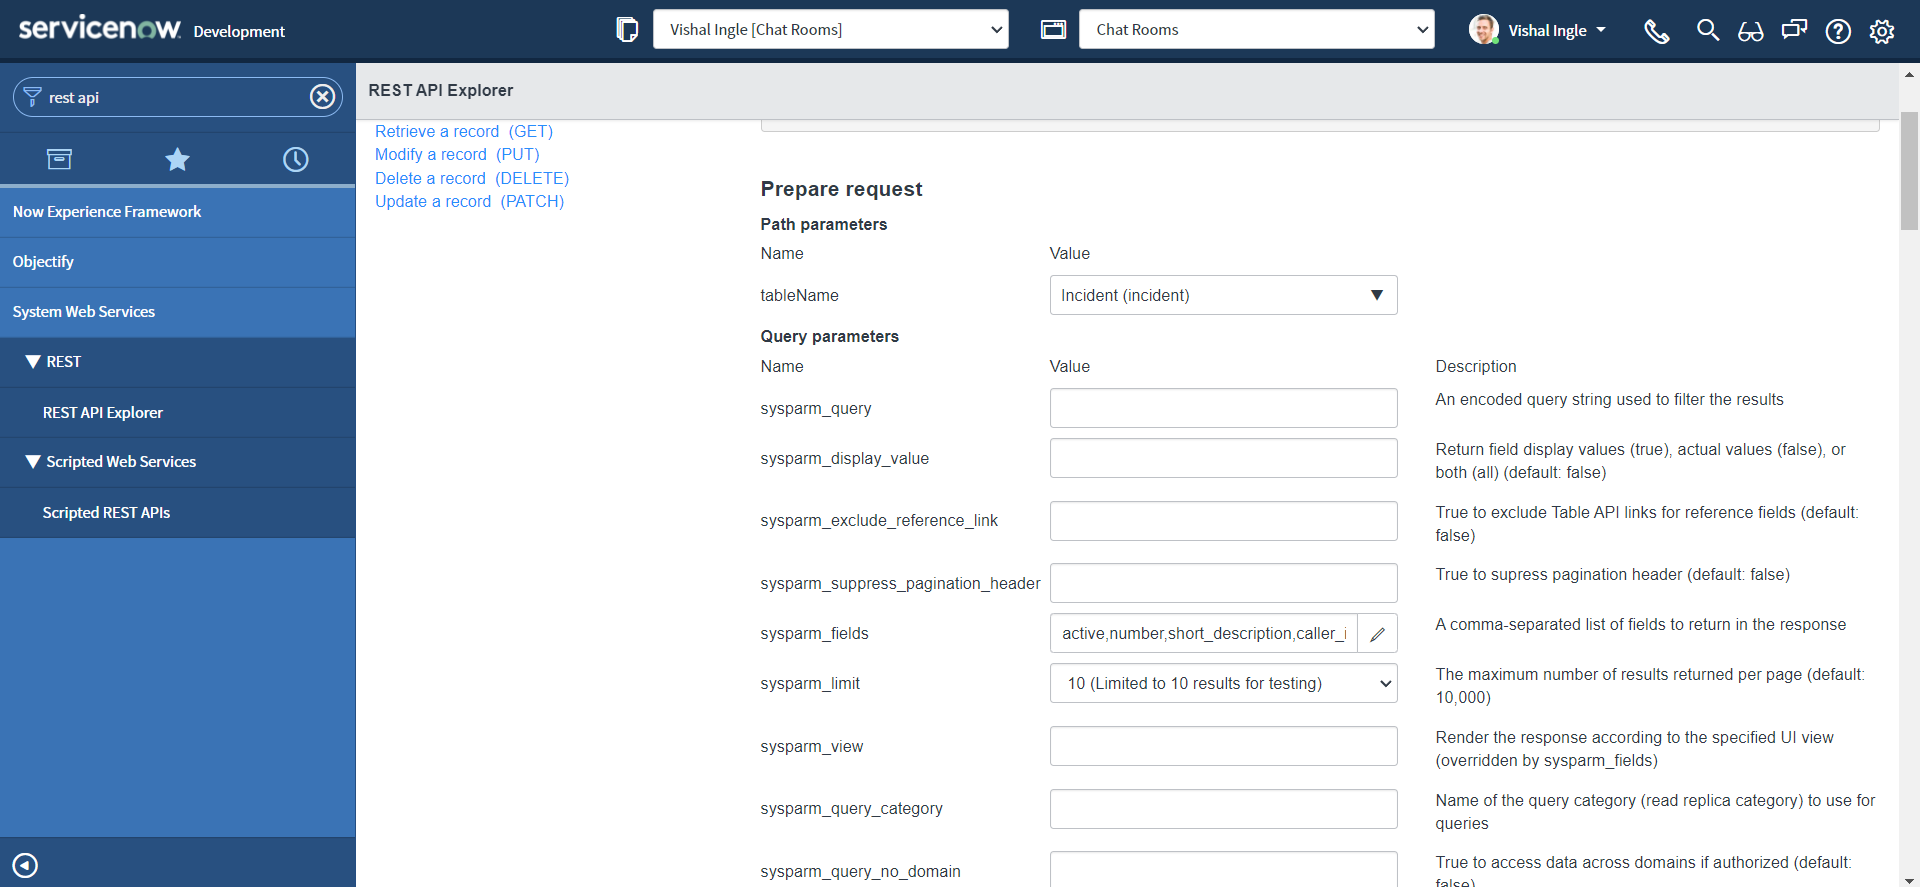 servicenow. Development
Vishal Ingle [Chat Rooms]
Chat Rooms
Vishal Ingle
rest api
Now Experience Framework
Objectify
System Web Services
REST
REST API Explorer
Scripted Web Services
Scripted REST APIs
REST API Explorer
Retrieve a record (GET)
Modify a record (PUT)
Delete a record (DELETE)
Update a record (PATCH)
Prepare request
Path parameters
Name Value
tableName Incident (incident)
Query parameters
Name Value Description
sysparm_query An encoded query string used to filter the results
sysparm_display_value Return field display values (true), actual values (false), or
both (all) (default: false)
sysparm_exclude_reference_link True to exclude Table API links for reference fields (default:
false)
sysparm_suppress_pagination_header True to supress pagination header (default: false)
sysparm_fields active,number,short_description,caller_i A comma-separated list of fields to return in the response
sysparm_limit 10 (Limited to 10 results for testing) The maximum number of results returned per page (default:
10,000)
sysparm_view Render the response according to the specified UI view
(overridden by sysparm_fields)
sysparm_query_category Name of the query category (read replica category) to use for
queries
sysparm_query_no_domain True to access data across domains if authorized (default:
false)